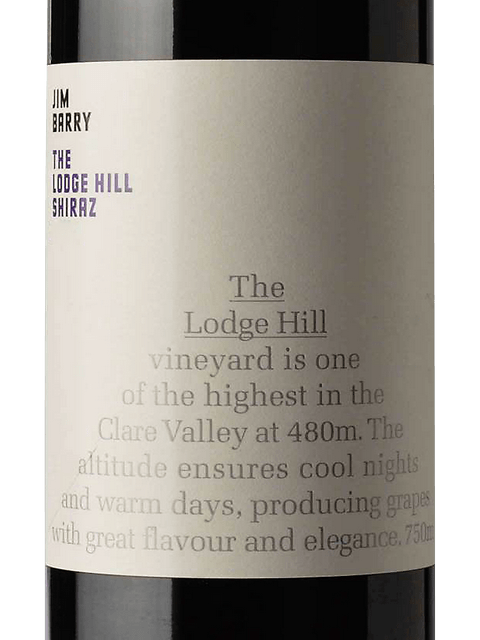 JIM
BARRY
THE
LODGE HILL
SHIRAZ
The
Lodge Hill
vineyard is one
of the highest in the
Clare Valley at 480m. The
altitude ensures cool nights
and warm days, producing grapes
with great flavour and elegance. 750m